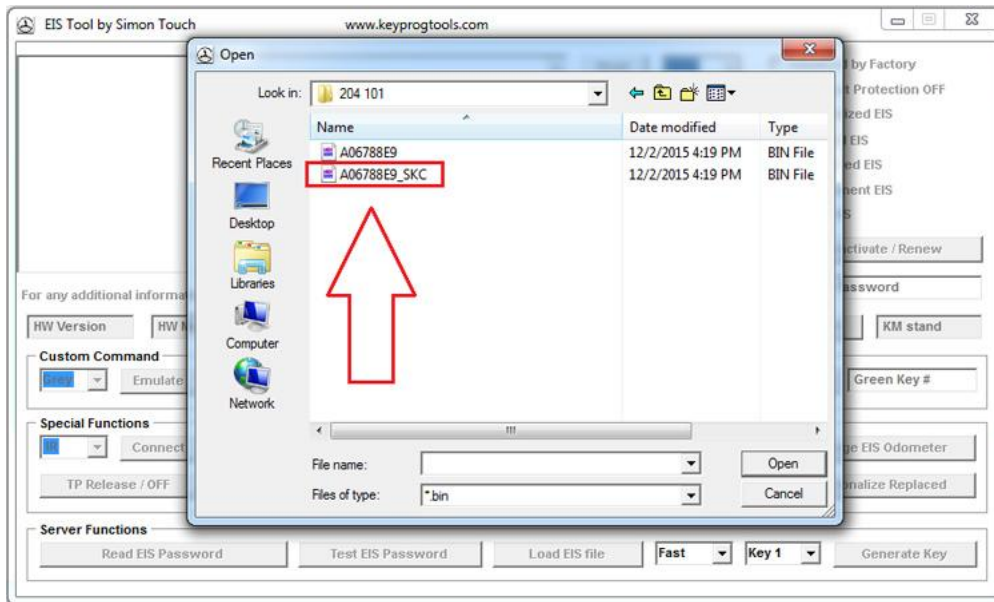 EIS Tool by Simon Touch
www.keyprogtools.com
Open
by Factory
Look in:
204 101
Protection OFF
Name
Date modified
Type
EIS
Recent Places
A06788E9
12/2/2015 4:19 PM
BIN File
EIS
A06788E9_SKC
12/2/2015 4:19 PM
BIN File
EIS
EIS
Desktop
Activate / Renew
Libraries
For any additional informa
assword
HW Version
HW
KM stand
Computer
Custom Command
Grey
Emulate
Green Key #
Network
Special Functions
IR
Connect
ge EIS Odometer
File name:
Open
TP Release / OFF
nalize Replaced
Files of type:
*.bin
Cancel
Server Functions
Read EIS Password
Test EIS Password
Load EIS file
Fast
Key 1
Generate Key